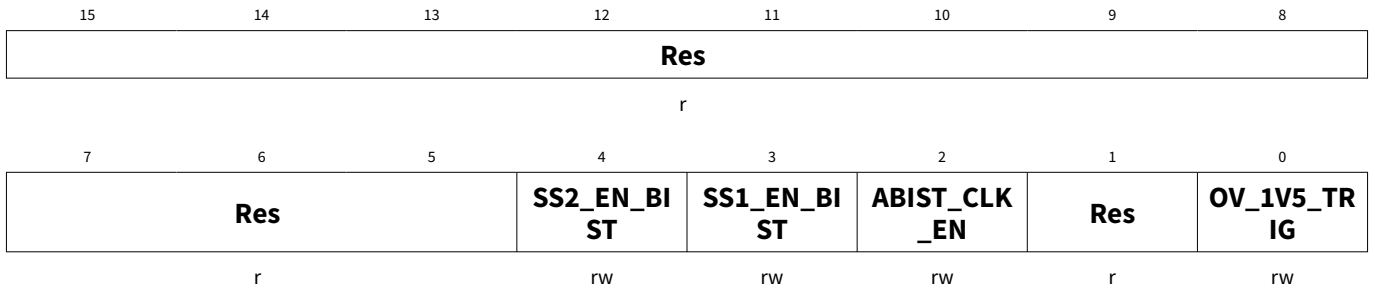 15 14 13 12 11 10 9 8
Res
r
7 6 5 4 3 2 1 0
Res SS2_EN_BI SS1_EN_BI ABIST_CLK Res OV_1V5_TR
ST ST _EN IG
r rw rw rw r rw